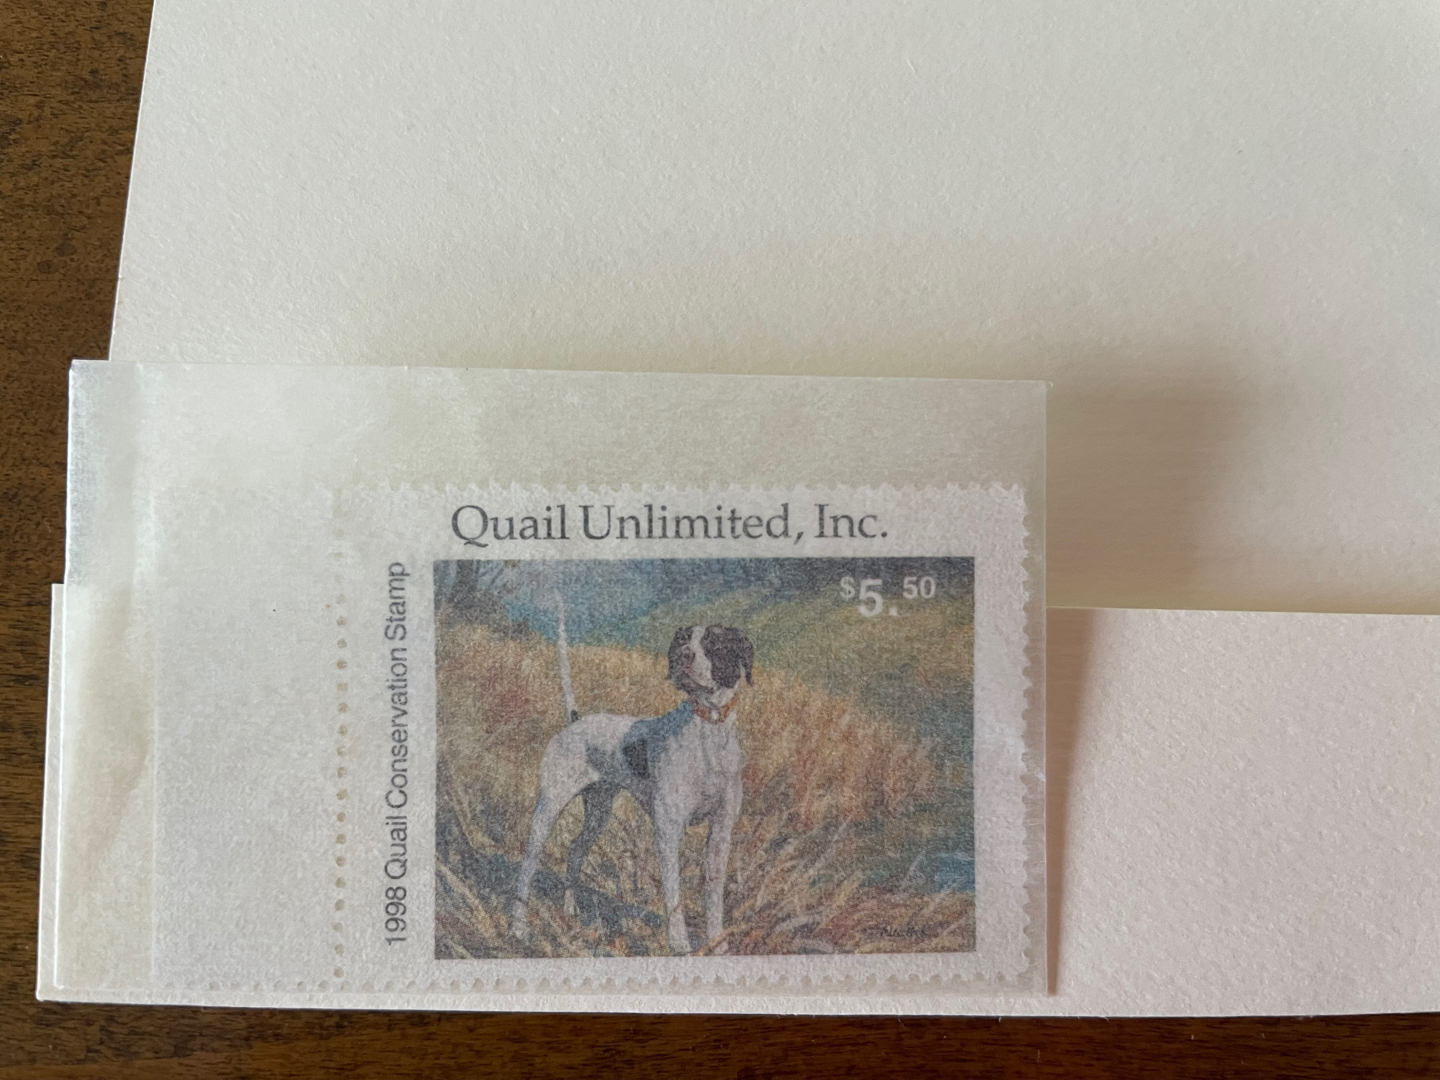 Quail Unlimited, Inc.
$5.50
1998 Quail Conservation Stamp